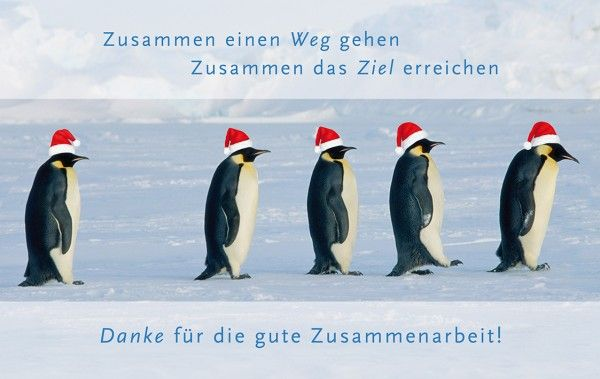 Zusammen einen Weg gehen
Zusammen das Ziel erreichen
Danke für die gute Zusammenarbeit!